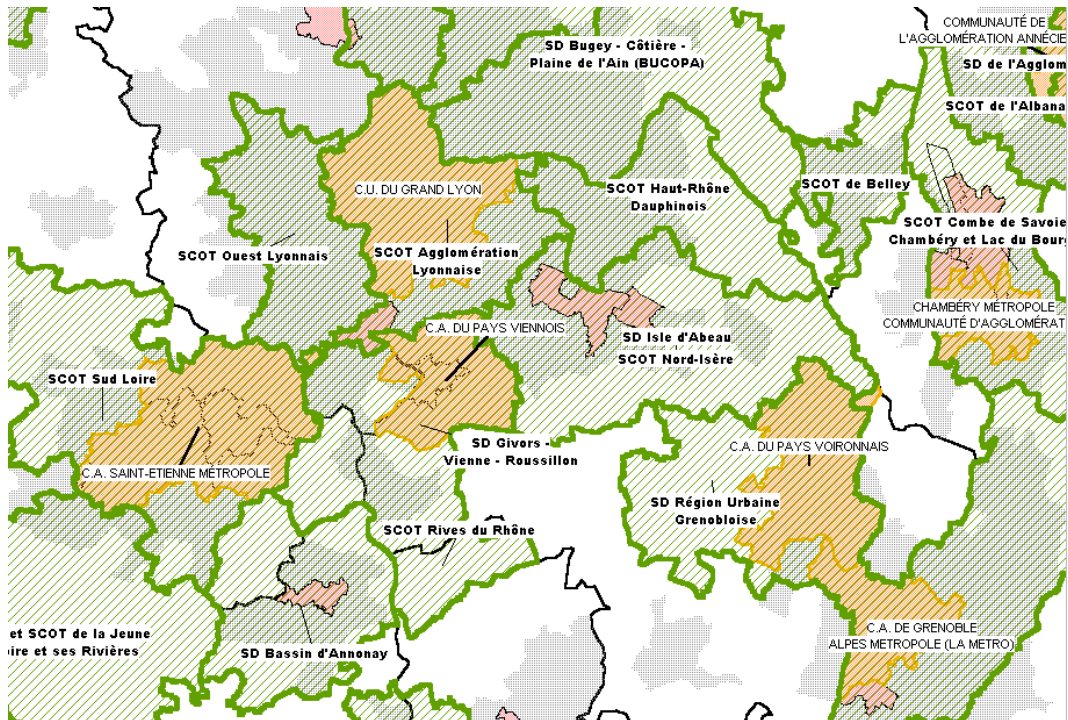 COMMUNAUTÉ DE
L'AGGLOMÉRATION ANNÉCIE
SD Bugey - Côtière -
Plaine de l'Ain (BUCOPA)
SD de l'Agglom
SCOT de l'Albana
C.U. DU GRAND LYON
SCOT Haut-Rhône
Dauphinois
SCOT de Belley
SCOT Combe de Savoie
Chambéry et Lac du Bourg
SCOT Ouest Lyonnais
SCOT Agglomération
Lyonnaise
CHAMBÉRY MÉTROPOLE
COMMUNAUTÉ D'AGGLOMÉRAT
C.A. DU PAYS VIENNOIS
SD Isle d'Abeau
SCOT Nord-Isère
SCOT Sud Loire
SD Givors -
Vienne - Roussillon
C.A. DU PAYS VOIRONNAIS
C.A. SAINT-ETIENNE MÉTROPOLE
SD Région Urbaine
Grenobloise
SCOT Rives du Rhône
C.A. DE GRENOBLE
ALPES METROPOLE (LA METRO)
et SCOT de la Jeune
oire et ses Rivières
SD Bassin d'Annonay